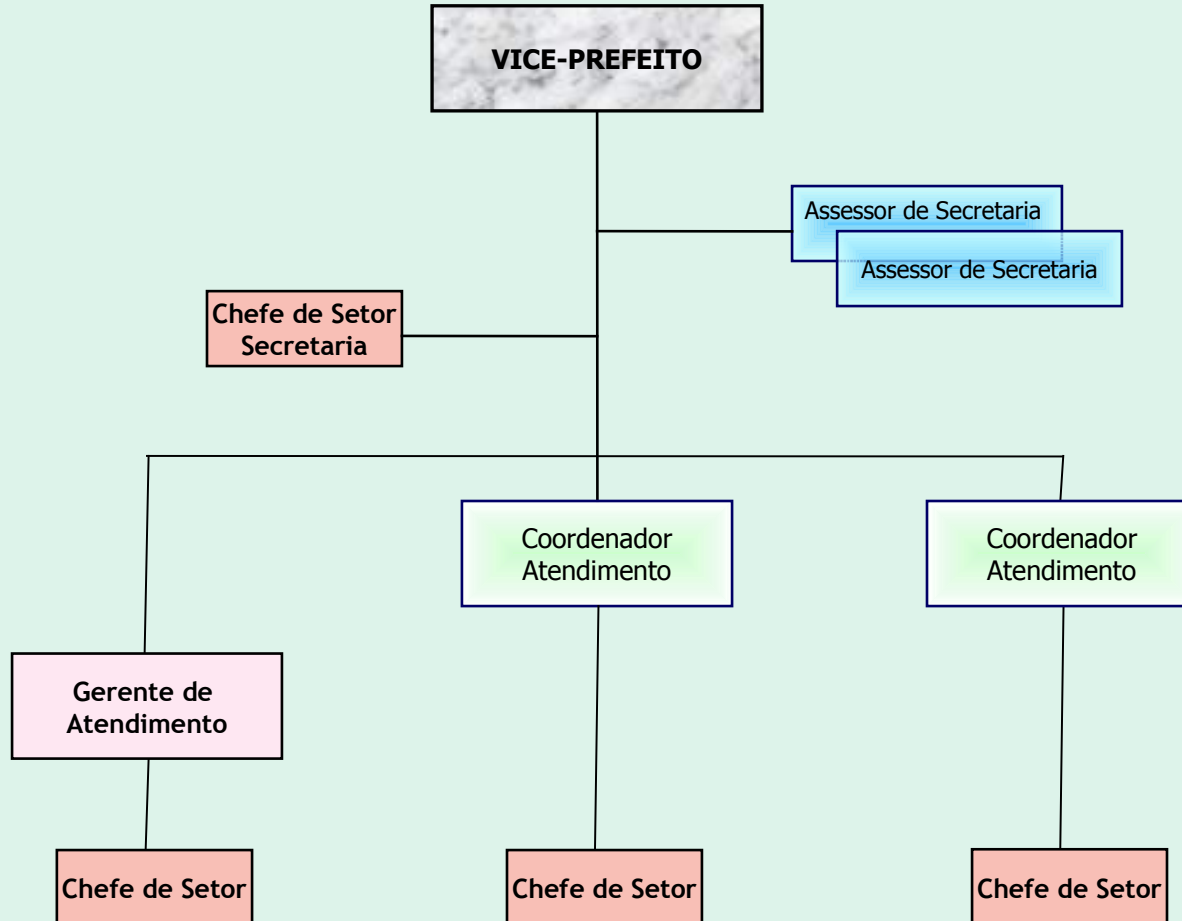 VICE-PREFEITO
Assessor de Secretaria
Assessor de Secretaria
Chefe de Setor
Secretaria
Coordenador
Atendimento
Coordenador
Atendimento
Gerente de
Atendimento
Chefe de Setor
Chefe de Setor
Chefe de Setor